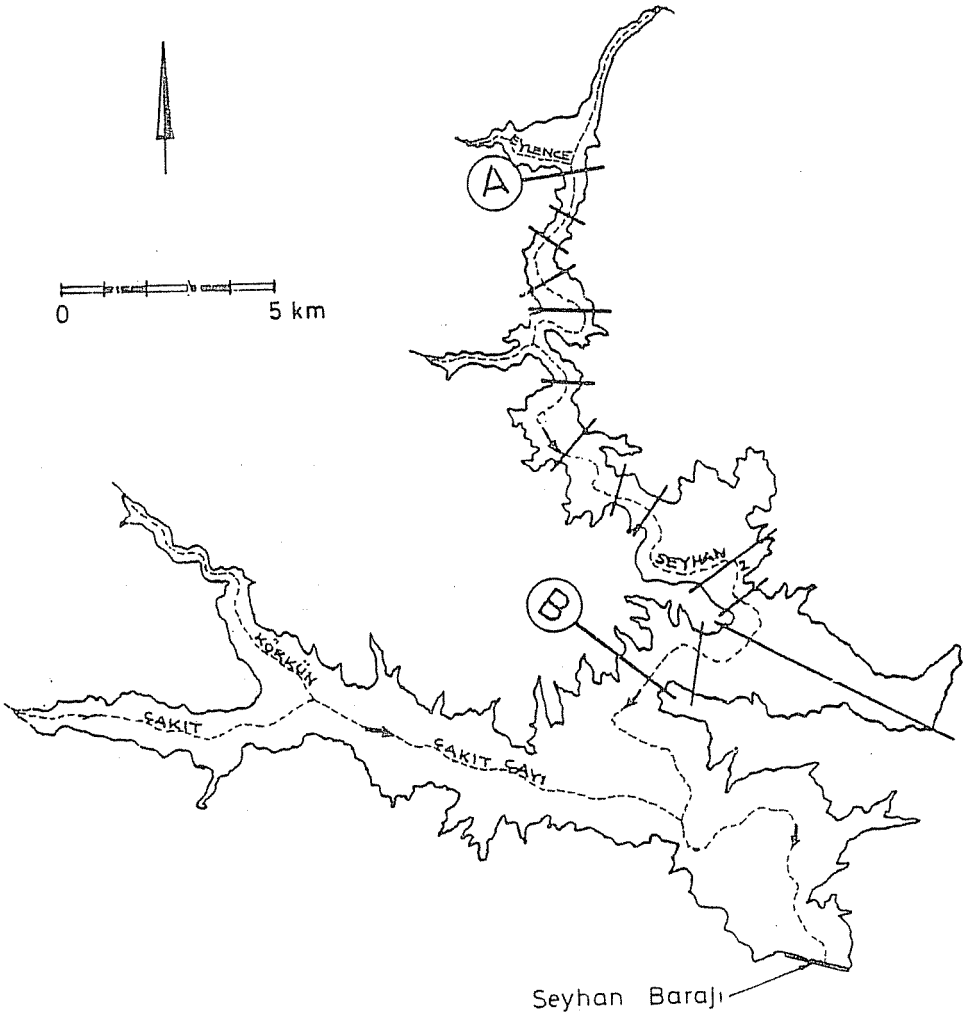 EYLENCE
A
0
5 km
SEYHAN
B
KÖRKÜN
ÇAKIT
ÇAKIT ÇAYI
Seyhan Barajı